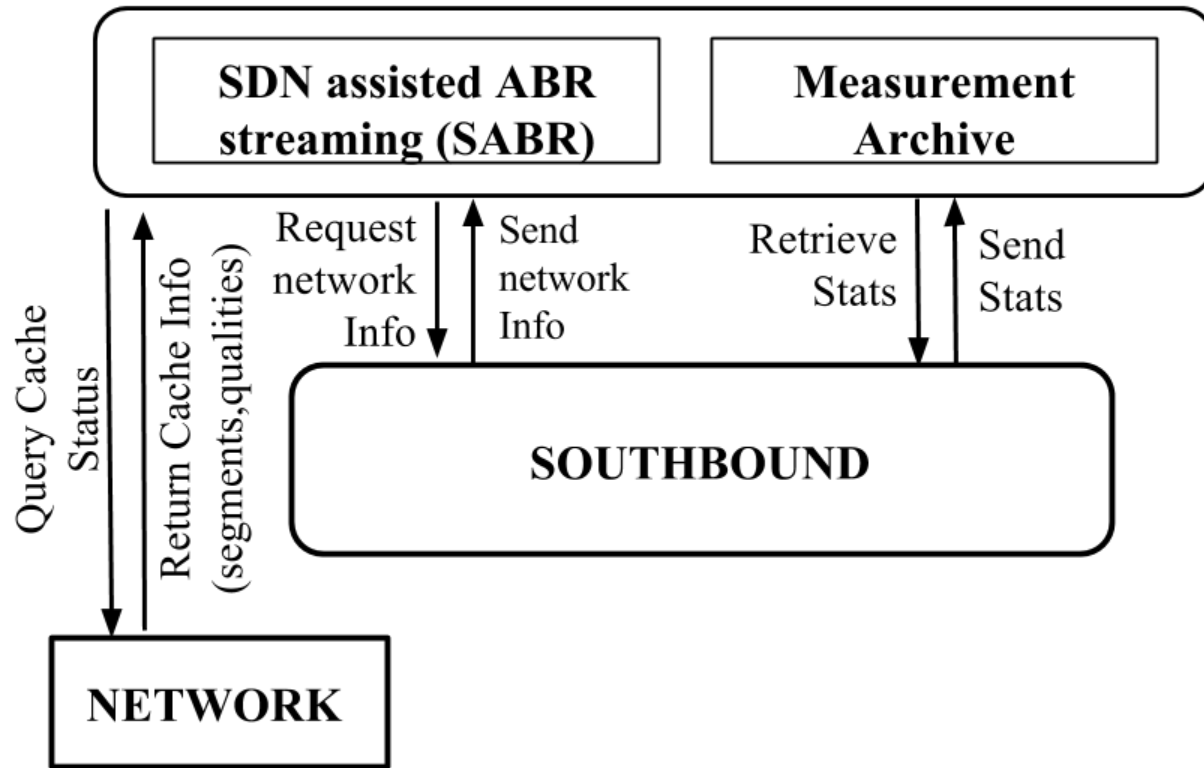 SDN assisted ABR
streaming (SABR)
Measurement
Archive
Query Cache
Status
Return Cache Info
(segments,qualities)
Request
network
Info
Send
network
Info
Retrieve
Stats
Send
Stats
SOUTHBOUND
NETWORK